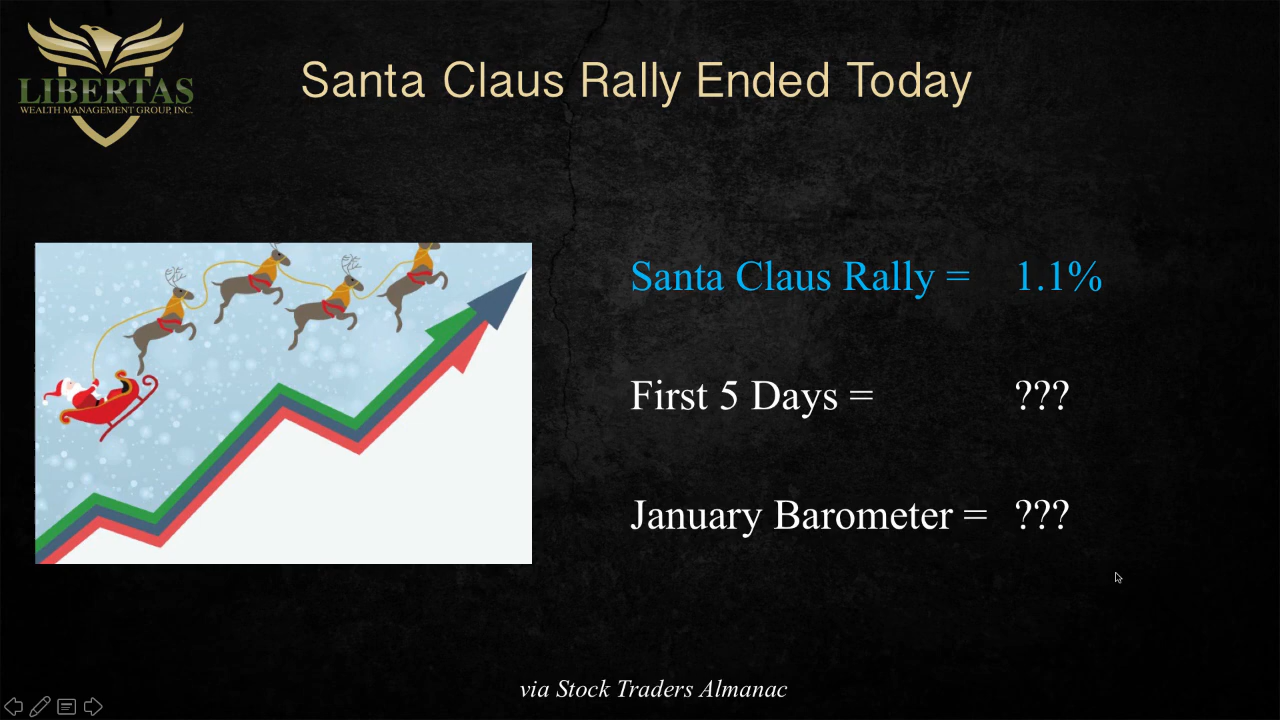 LIBERTAS
WEALTH MANAGEMENT GROUP, INC.
Santa Claus Rally Ended Today
Santa Claus Rally = 1.1%
First 5 Days = ???
January Barometer = ???
via Stock Traders Almanac